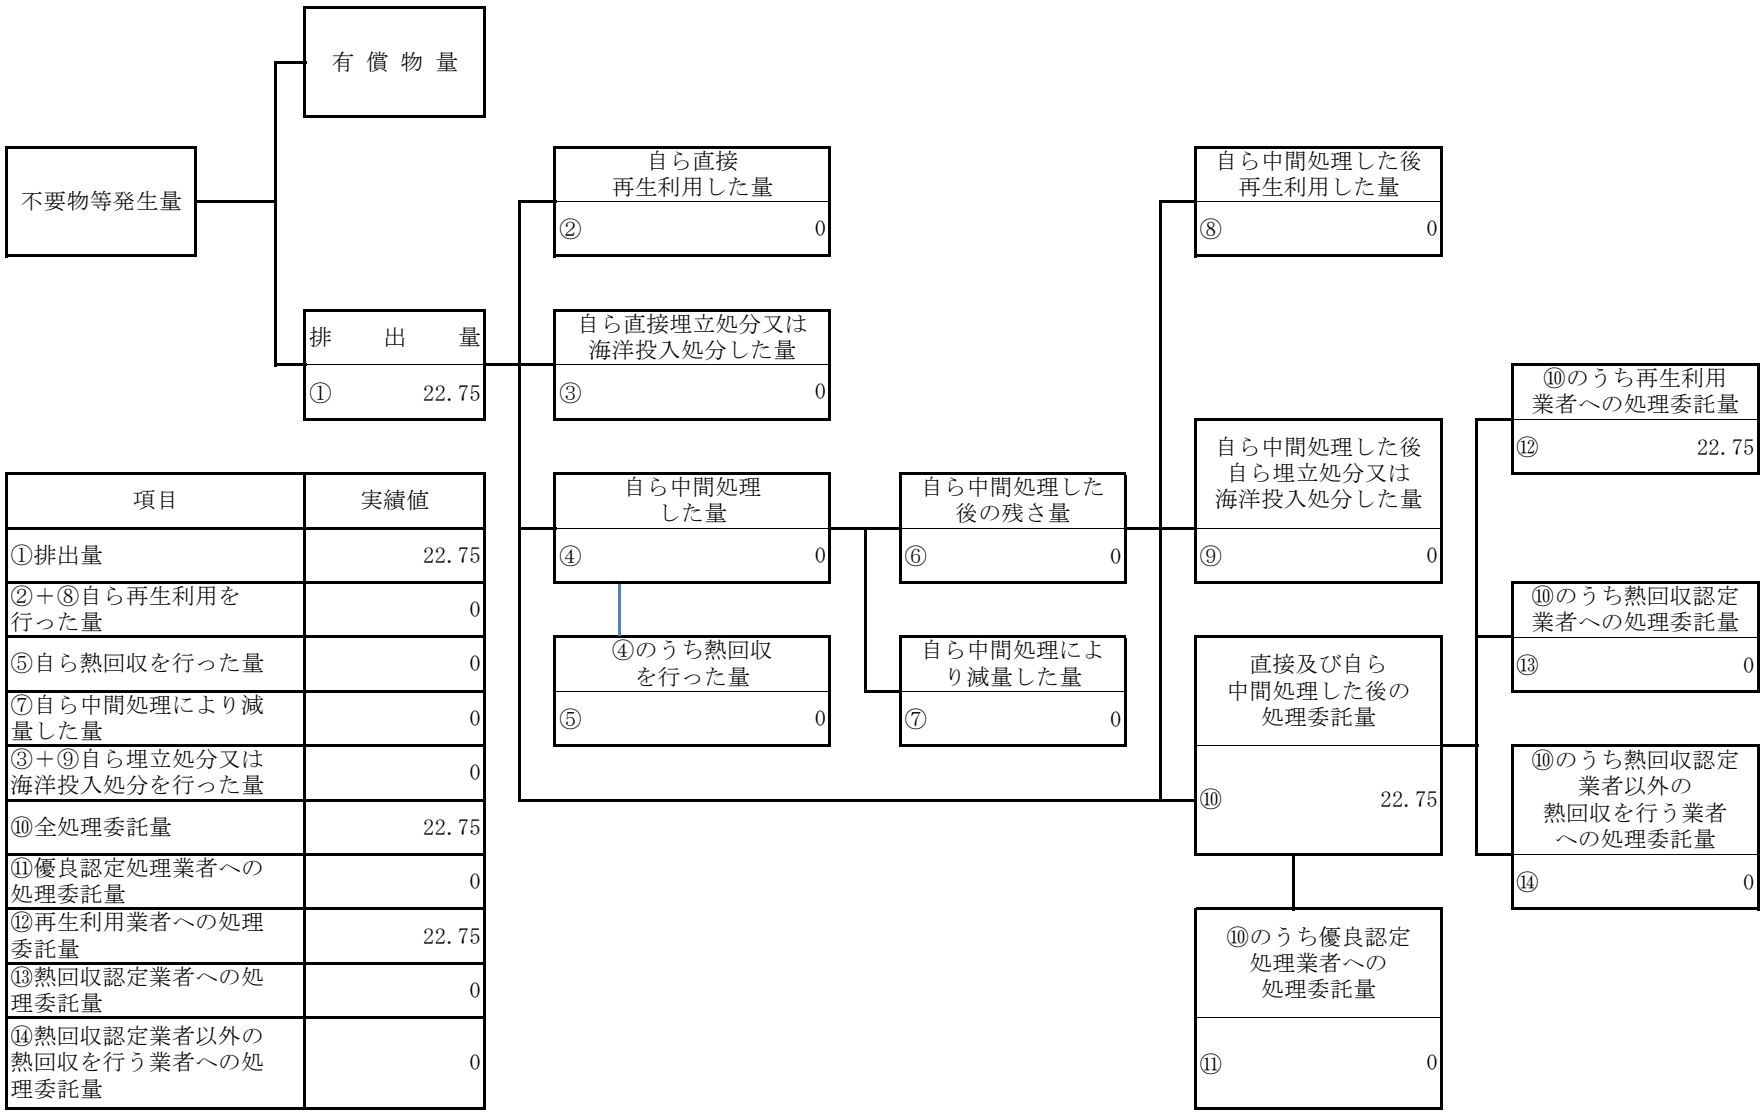 有 償 物 量
不要物等発生量
自ら直接
再生利用した量
② 0
自ら中間処理した後
再生利用した量
⑧ 0
排 出 量
① 22.75
自ら直接埋立処分又は
海洋投入処分した量
③ 0
⑩のうち再生利用
業者への処理委託量
⑫ 22.75
自ら中間処理
した量
④ 0
自ら中間処理した
後の残さ量
⑥ 0
自ら中間処理した後
自ら埋立処分又は
海洋投入処分した量
⑨ 0
⑩のうち熱回収認定
業者への処理委託量
⑬ 0
④のうち熱回収
を行った量
⑤ 0
自ら中間処理によ
り減量した量
⑦ 0
直接及び自ら
中間処理した後の
処理委託量
⑩ 22.75
⑩のうち熱回収認定
業者以外の
熱回収を行う業者
への処理委託量
⑭ 0
⑩のうち優良認定
処理業者への
処理委託量
⑪ 0
項目 実績値
①排出量 22.75
②＋⑧自ら再生利用を
行った量 0
⑤自ら熱回収を行った量 0
⑦自ら中間処理により減
量した量 0
③＋⑨自ら埋立処分又は
海洋投入処分を行った量 0
⑩全処理委託量 22.75
⑪優良認定処理業者への
処理委託量 0
⑫再生利用業者への処理
委託量 22.75
⑬熱回収認定業者への処
理委託量 0
⑭熱回収認定業者以外の
熱回収を行う業者への処
理委託量 0